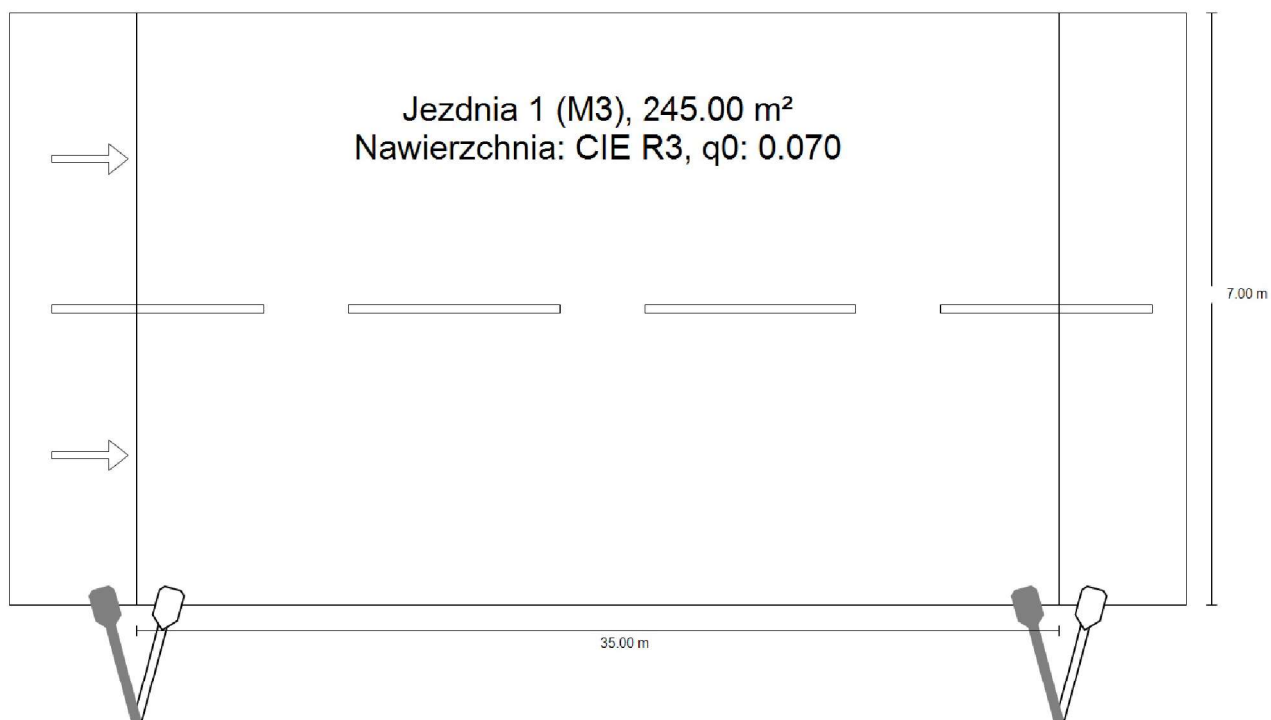 Jezdnia 1 (M3), 245.00 m²
Nawierzchnia: CIE R3, q0: 0.070
7.00 m
35.00 m